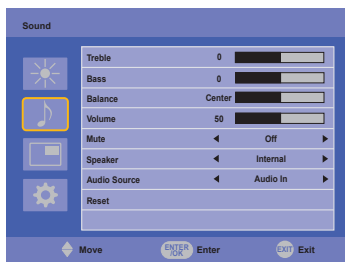 Sound
Treble 0
Bass 0
Balance Center
Volume 50
Mute Off
Speaker Internal
Audio Source Audio In
Reset
Move ENTER /OK Enter EXIT Exit